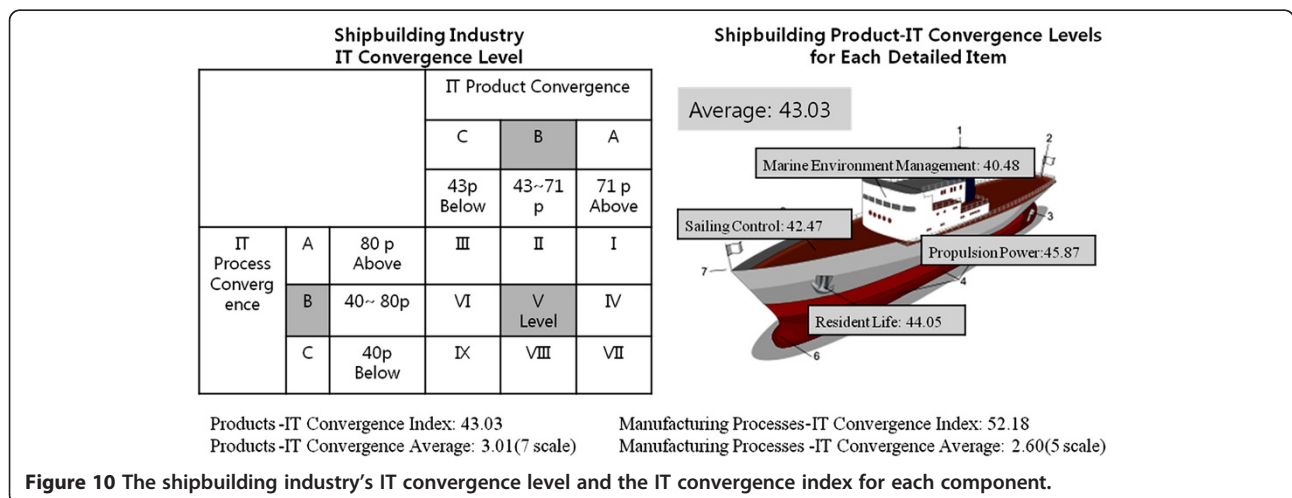 Shipbuilding Industry
IT Convergence Level
IT Product Convergence
C B A
43p Below 43~71 p 71 p Above
IT Process Convergence
A 80 p Above III II I
B 40~ 80p VI V Level IV
C 40p Below IX VIII VII
Shipbuilding Product-IT Convergence Levels
for Each Detailed Item
Average: 43.03
1
2
Marine Environment Management: 40.48
3
Sailing Control: 42.47
Propulsion Power:45.87
7
4
Resident Life: 44.05
6
Products -IT Convergence Index: 43.03
Products -IT Convergence Average: 3.01(7 scale)
Manufacturing Processes-IT Convergence Index: 52.18
Manufacturing Processes -IT Convergence Average: 2.60(5 scale)
Figure 10 The shipbuilding industry's IT convergence level and the IT convergence index for each component.